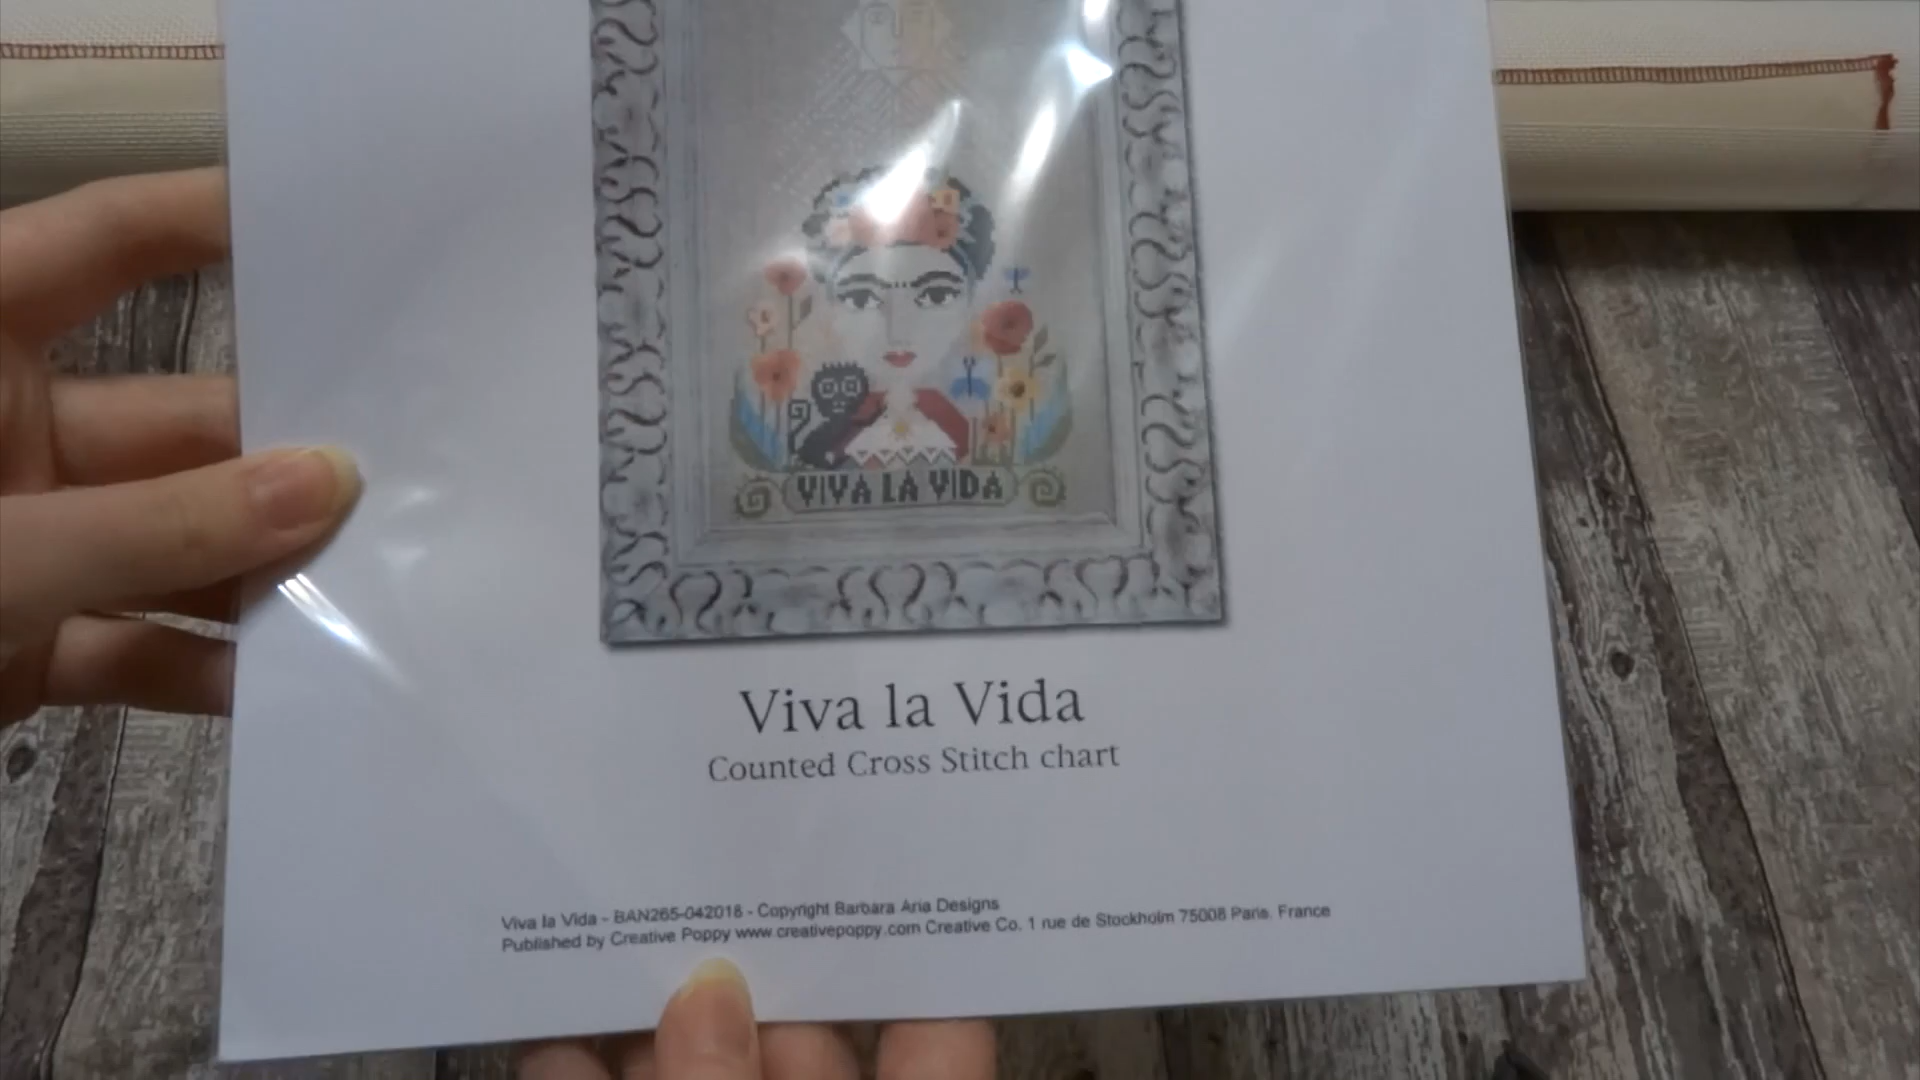 VIVA LA VIDA
Viva la Vida
Counted Cross Stitch chart
Viva la Vida - BAN265-042018 - Copyright Barbara Ana Designs
Published by Creative Poppy www creativepoppy.com Creative Co. 1 rue de Stockholm 75008 Paris. France